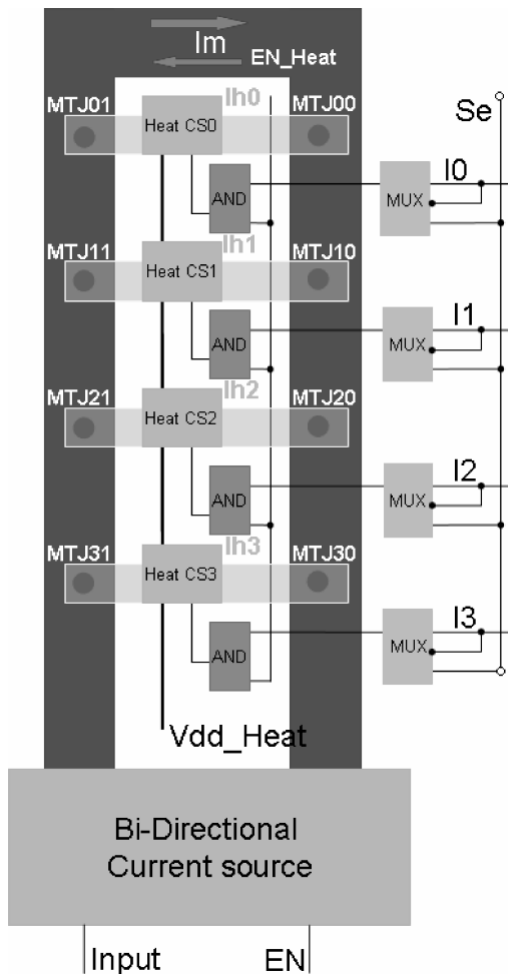 Im
EN_Heat
MTJ01 Ih0 MTJ00
Heat CS0
Se
AND
MUX
I0
MTJ11 Ih1 MTJ10
Heat CS1
AND
MUX
I1
MTJ21 Ih2 MTJ20
Heat CS2
AND
MUX
I2
MTJ31 Ih3 MTJ30
Heat CS3
AND
MUX
I3
Vdd_Heat
Bi-Directional
Current source
Input EN